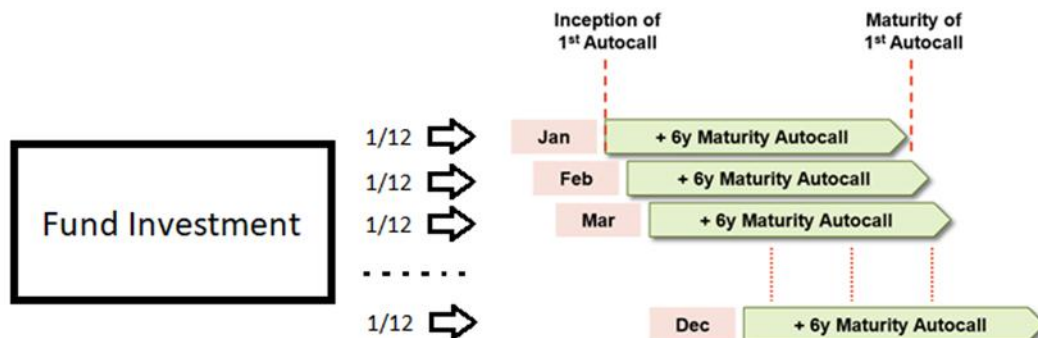 Inception of
1st Autocall
Maturity of
1st Autocall
Fund Investment
1/12
Jan
+ 6y Maturity Autocall
1/12
Feb
+ 6y Maturity Autocall
1/12
Mar
+ 6y Maturity Autocall
1/12
Dec
+ 6y Maturity Autocall